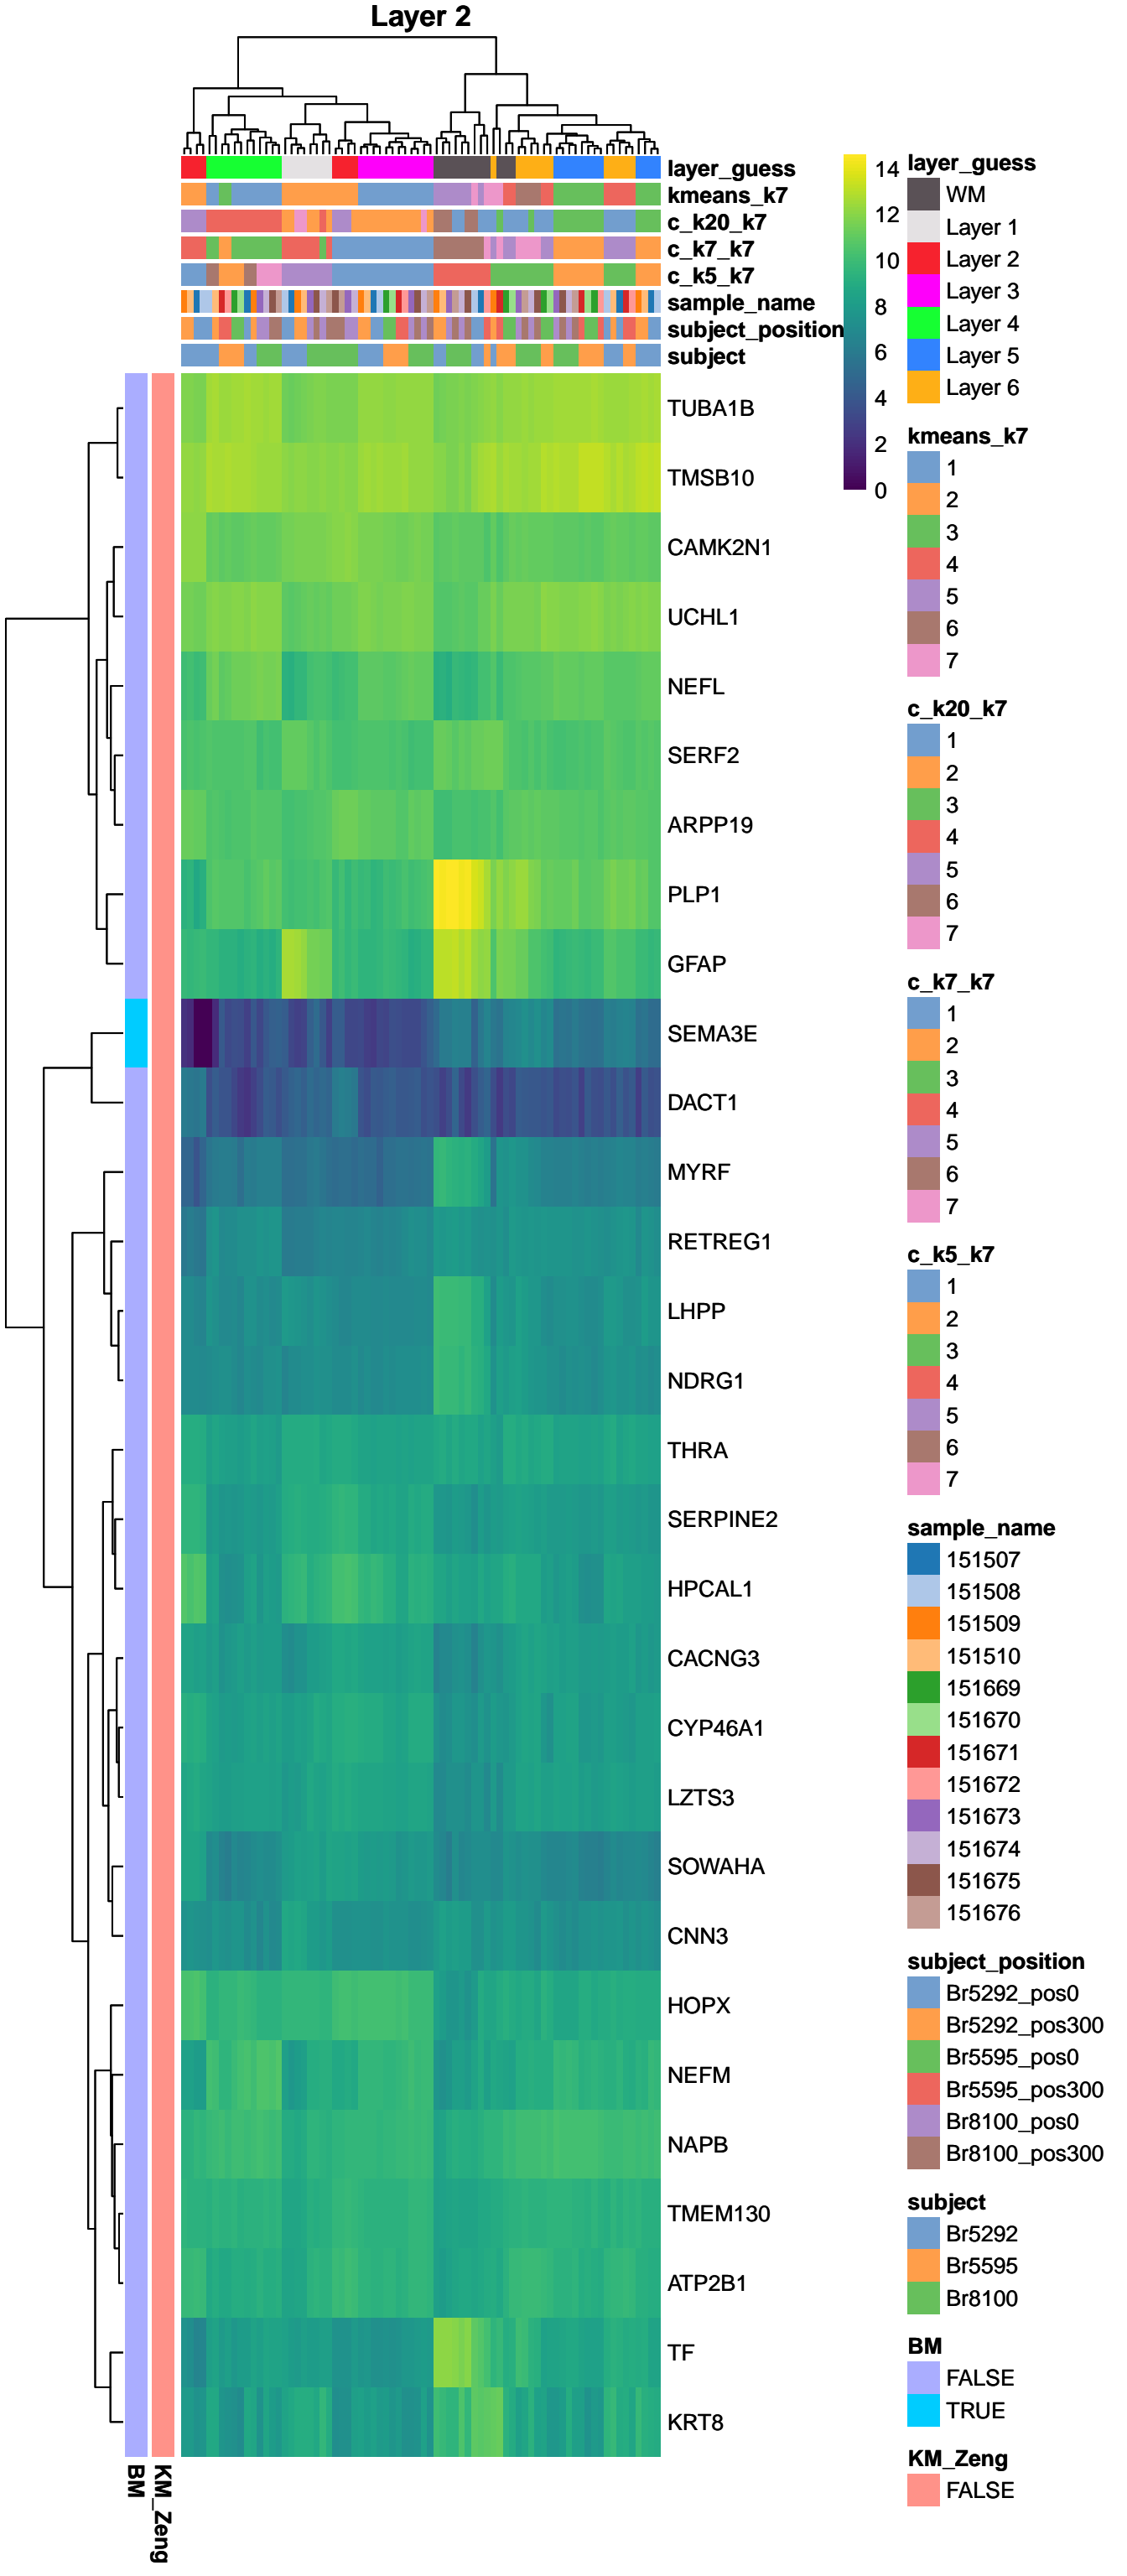 Layer 2
layer_guess
kmeans_k7
c_k20_k7
c_k7_k7
c_k5_k7
sample_name
subject_position
subject
TUBA1B
TMSB10
CAMK2N1
UCHL1
NEFL
SERF2
ARPP19
PLP1
GFAP
SEMA3E
DACT1
MYRF
RETREG1
LHPP
NDRG1
THRA
SERPINE2
HPCAL1
CACNG3
CYP46A1
LZTS3
SOWAHA
CNN3
HOPX
NEFM
NAPB
TMEM130
ATP2B1
TF
KRT8
BM
KM_Zeng
14
12
10
8
6
4
2
0
layer_guess
WM
Layer 1
Layer 2
Layer 3
Layer 4
Layer 5
Layer 6
kmeans_k7
1
2
3
4
5
6
7
c_k20_k7
1
2
3
4
5
6
7
c_k7_k7
1
2
3
4
5
6
7
c_k5_k7
1
2
3
4
5
6
7
sample_name
151507
151508
151509
151510
151669
151670
151671
151672
151673
151674
151675
151676
subject_position
Br5292_pos0
Br5292_pos300
Br5595_pos0
Br5595_pos300
Br8100_pos0
Br8100_pos300
subject
Br5292
Br5595
Br8100
BM
FALSE
TRUE
KM_Zeng
FALSE